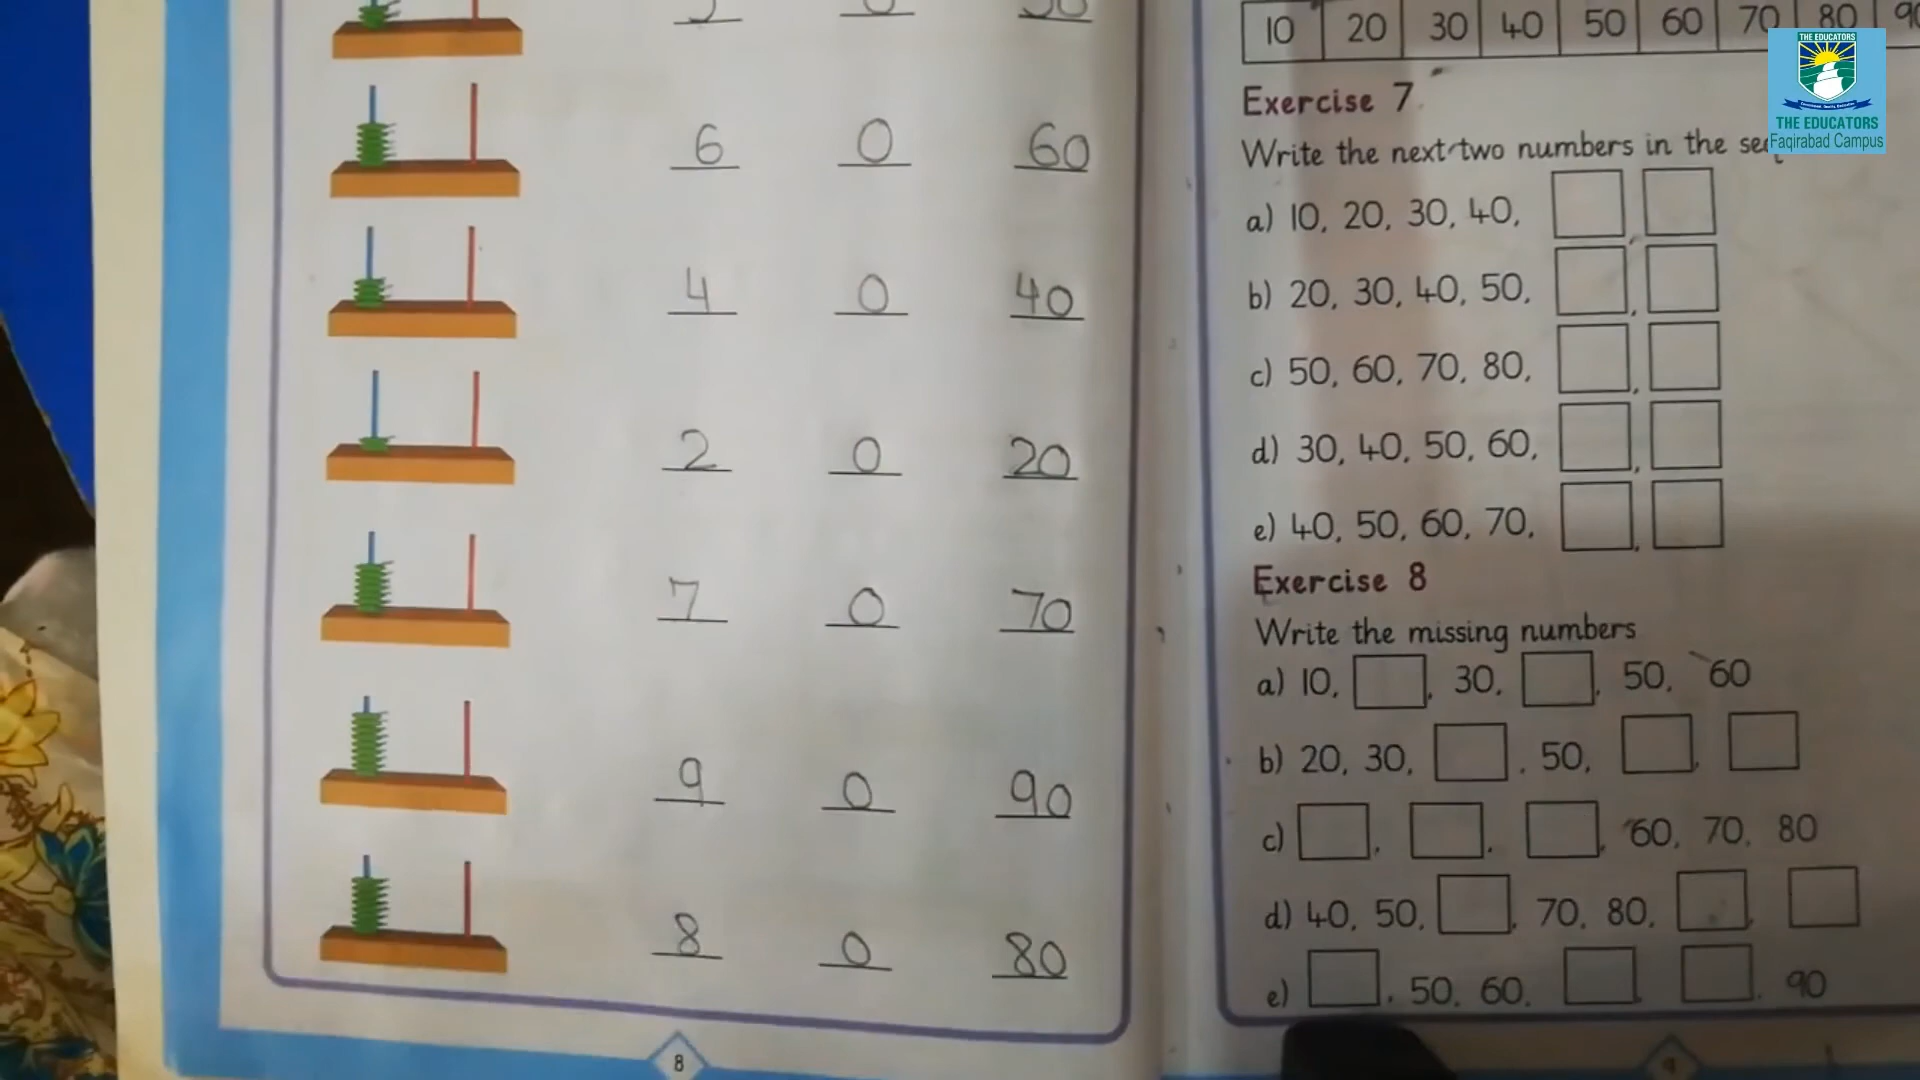 6 0 60
4 0 40
2 0 20
7 0 70
9 0 90
8 0 80
8
10 20 30 40 50 60 70 80
Exercise 7
Write the next two numbers in the
a) 10, 20, 30, 40,
b) 20, 30, 40, 50,
c) 50, 60, 70, 80,
d) 30, 40, 50, 60,
e) 40, 50, 60, 70,
Exercise 8
Write the missing numbers
a) 10, , 30, , 50, 60
b) 20, 30, , 50, ,
c) , , , 60, 70, 80
d) 40, 50, , 70, 80, ,
e) , 50, 60, , , 90
9
THE EDUCATORS
THE EDUCATORS
Faqirabad Campus